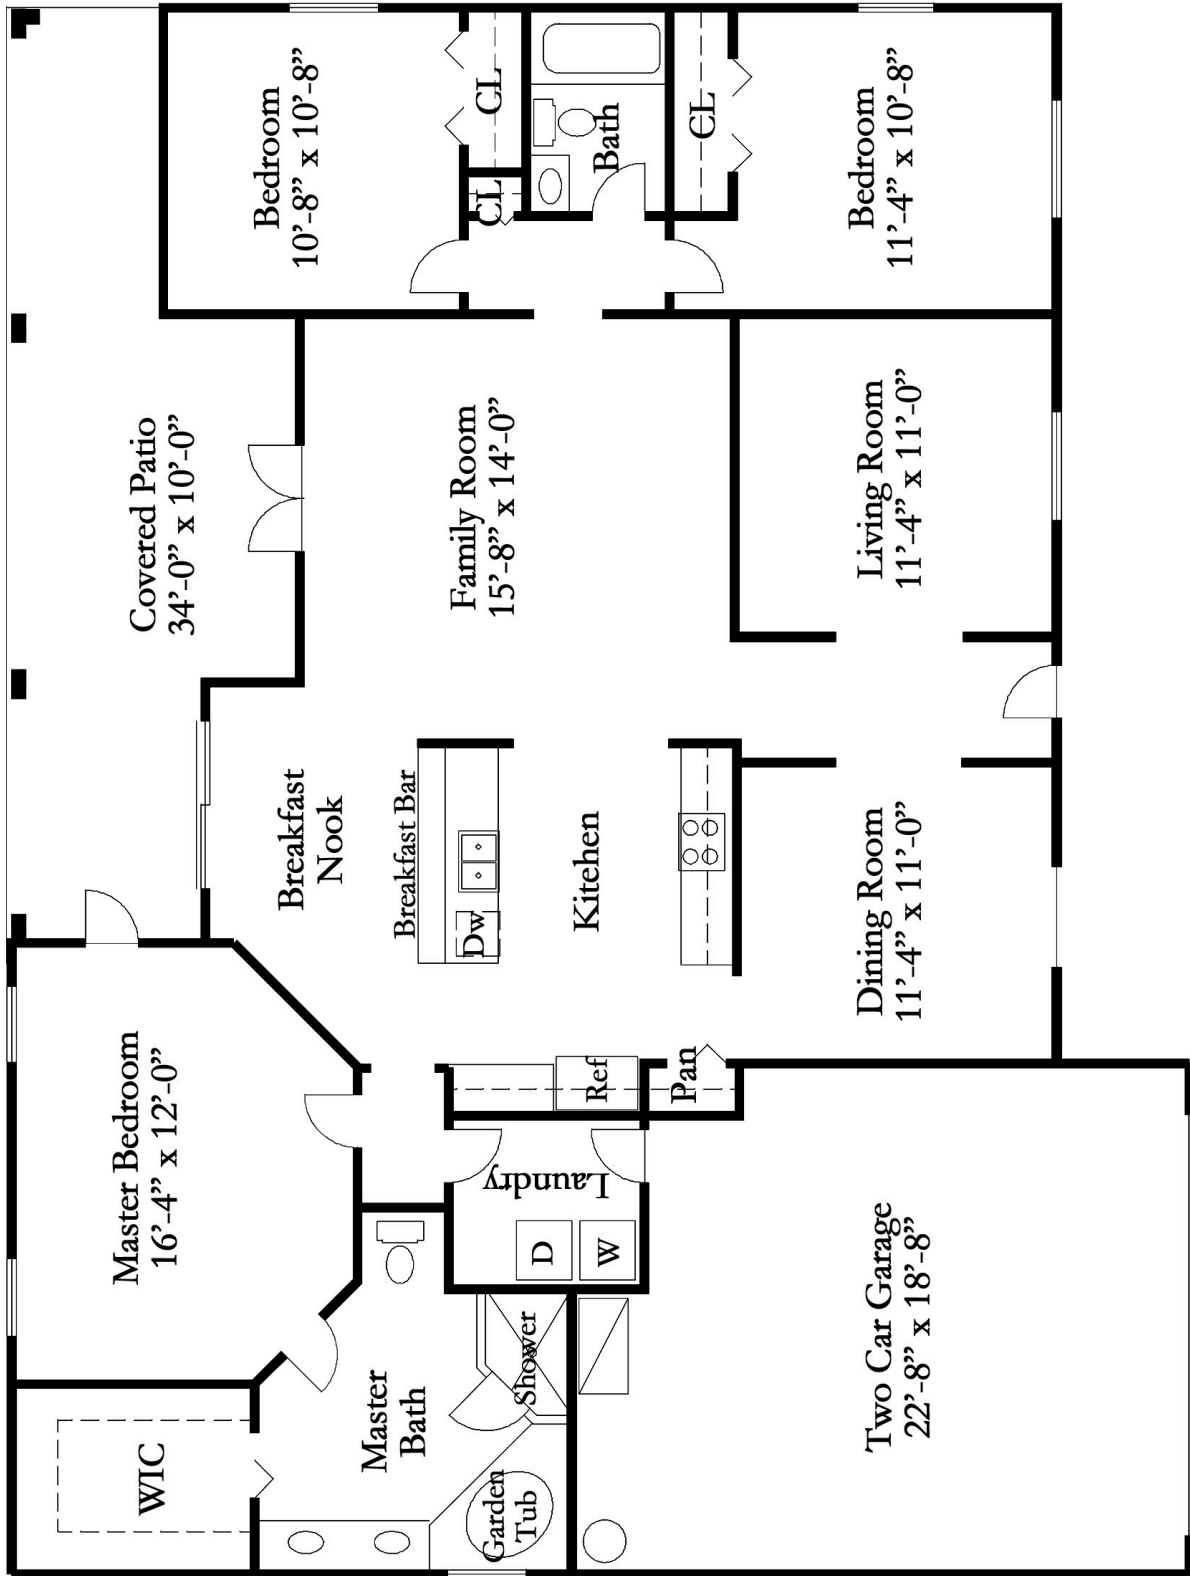 Covered Patio
34’-0” x 10’-0”
Bedroom
10’-8” x 10’-8”
CL
CL
Bath
CL
Bedroom
11’-4” x 10’-8”
Family Room
15’-8” x 14’-0”
Living Room
11’-4” x 11’-0”
Breakfast
Nook
Breakfast Bar
Dw
Kitchen
Dining Room
11’-4” x 11’-0”
Master Bedroom
16’-4” x 12’-0”
Ref
Pan
Laundry
D
W
WIC
Master
Bath
Shower
Garden
Tub
Two Car Garage
22’-8” x 18’-8”